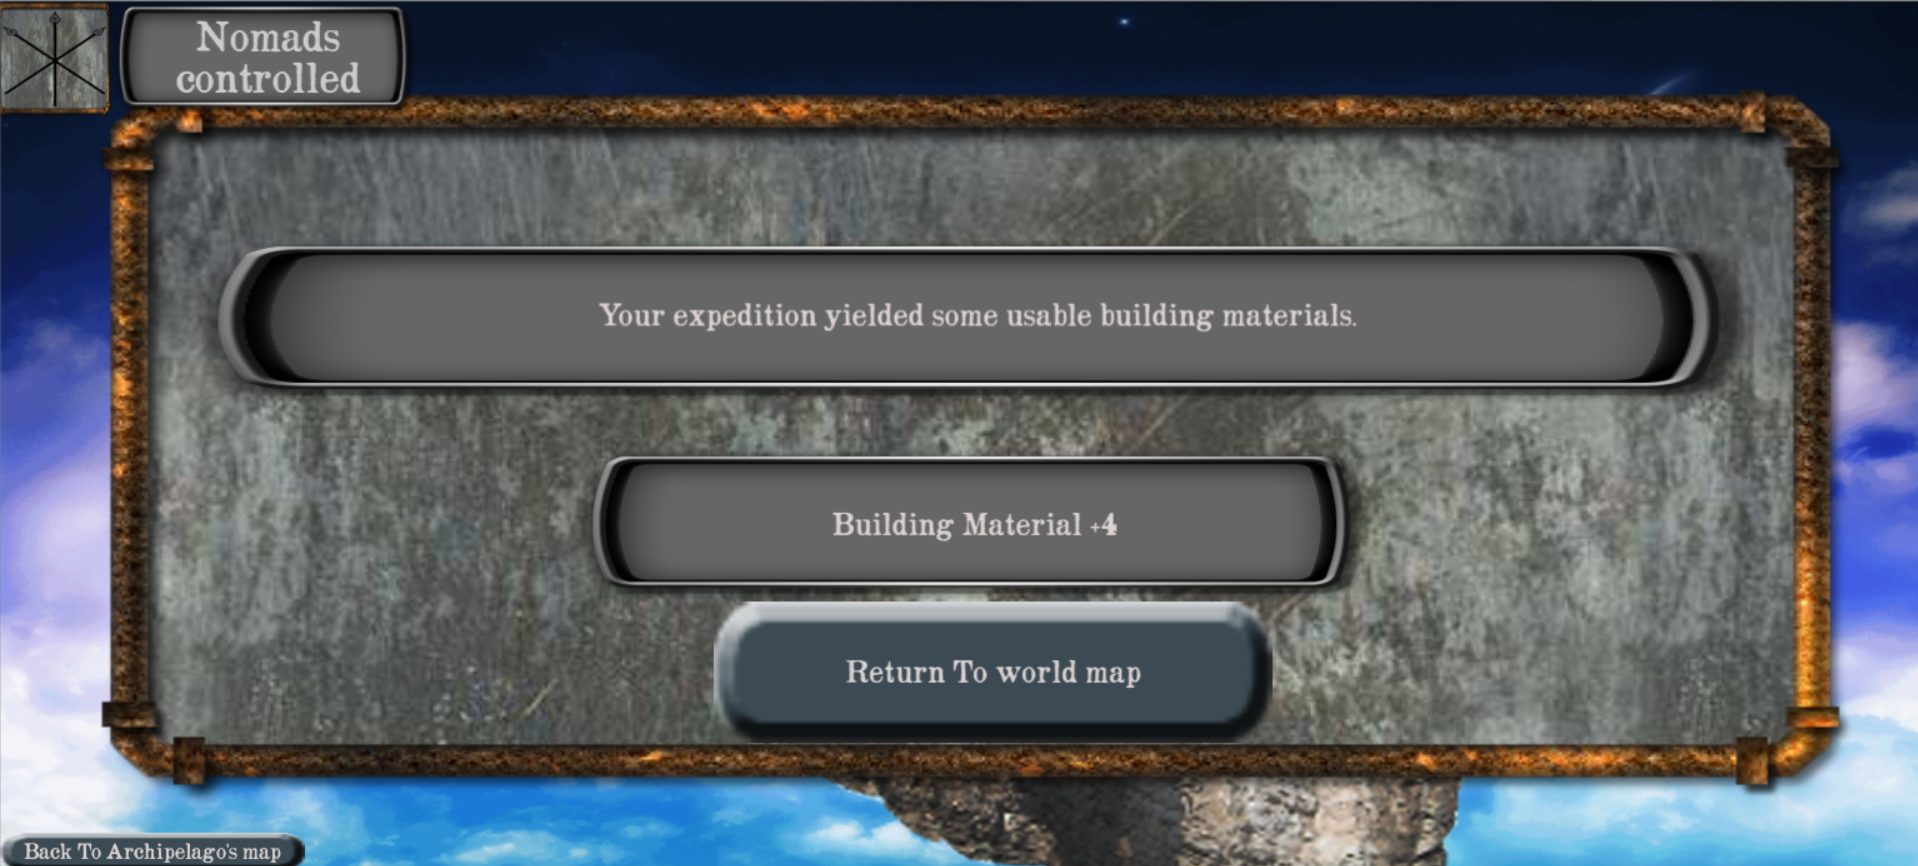 Nomads
controlled
Your expedition yielded some usable building materials.
Building Material +4
Return To world map
Back To Archipelago's map